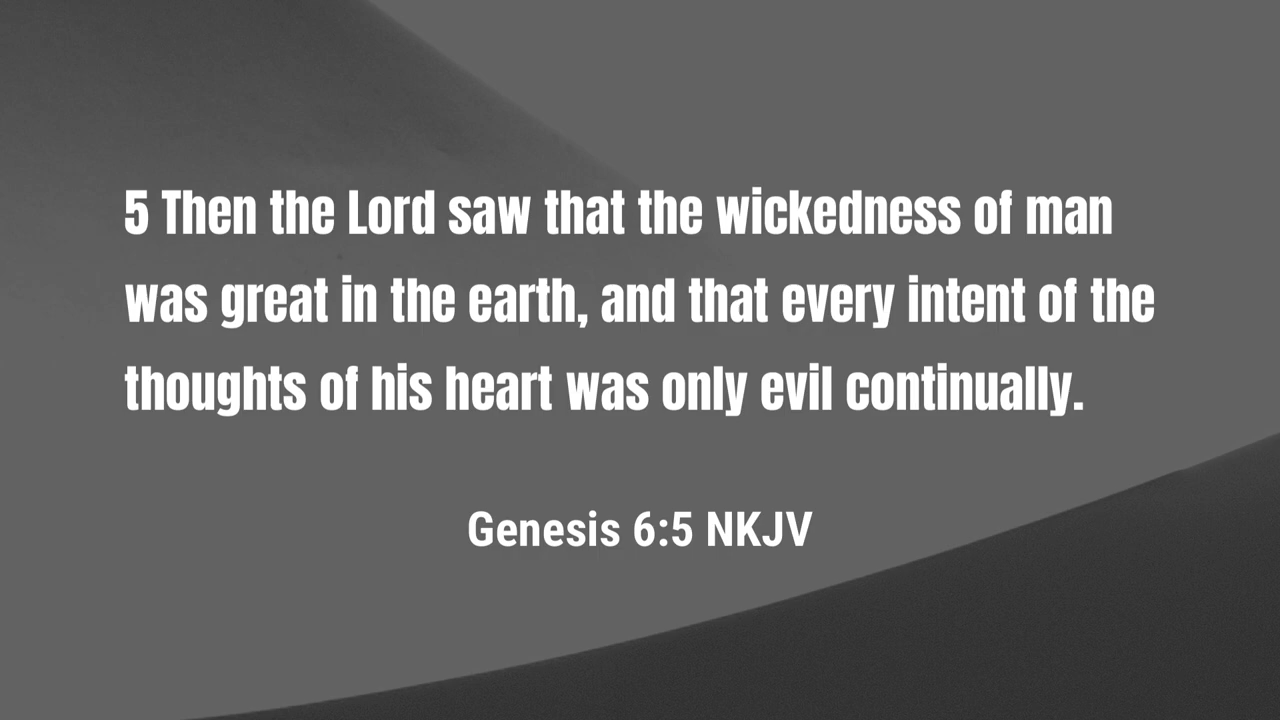 5 Then the Lord saw that the wickedness of man
was great in the earth, and that every intent of the
thoughts of his heart was only evil continually.
Genesis 6:5 NKJV